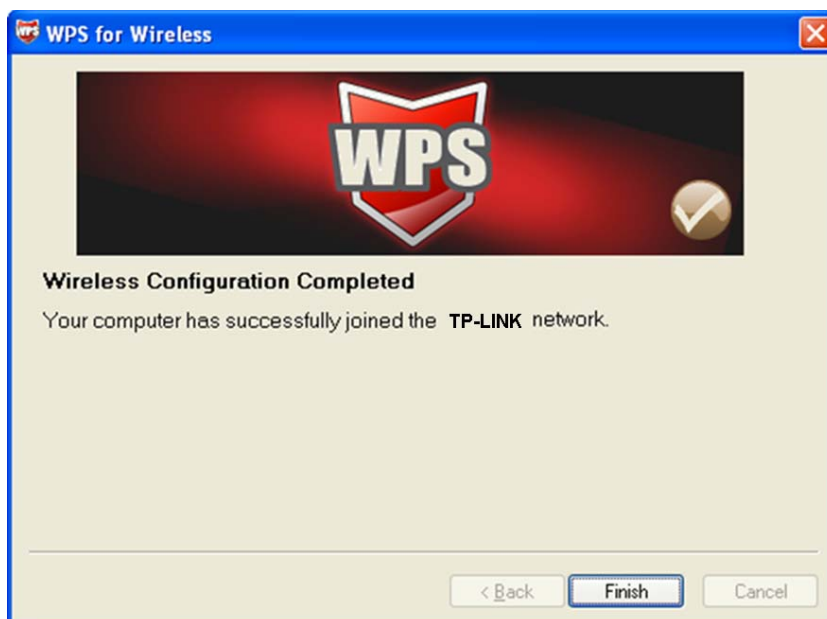 WPS for Wireless
WPS
Wireless Configuration Completed
Your computer has successfully joined the TP-LINK network.
< Back Finish Cancel